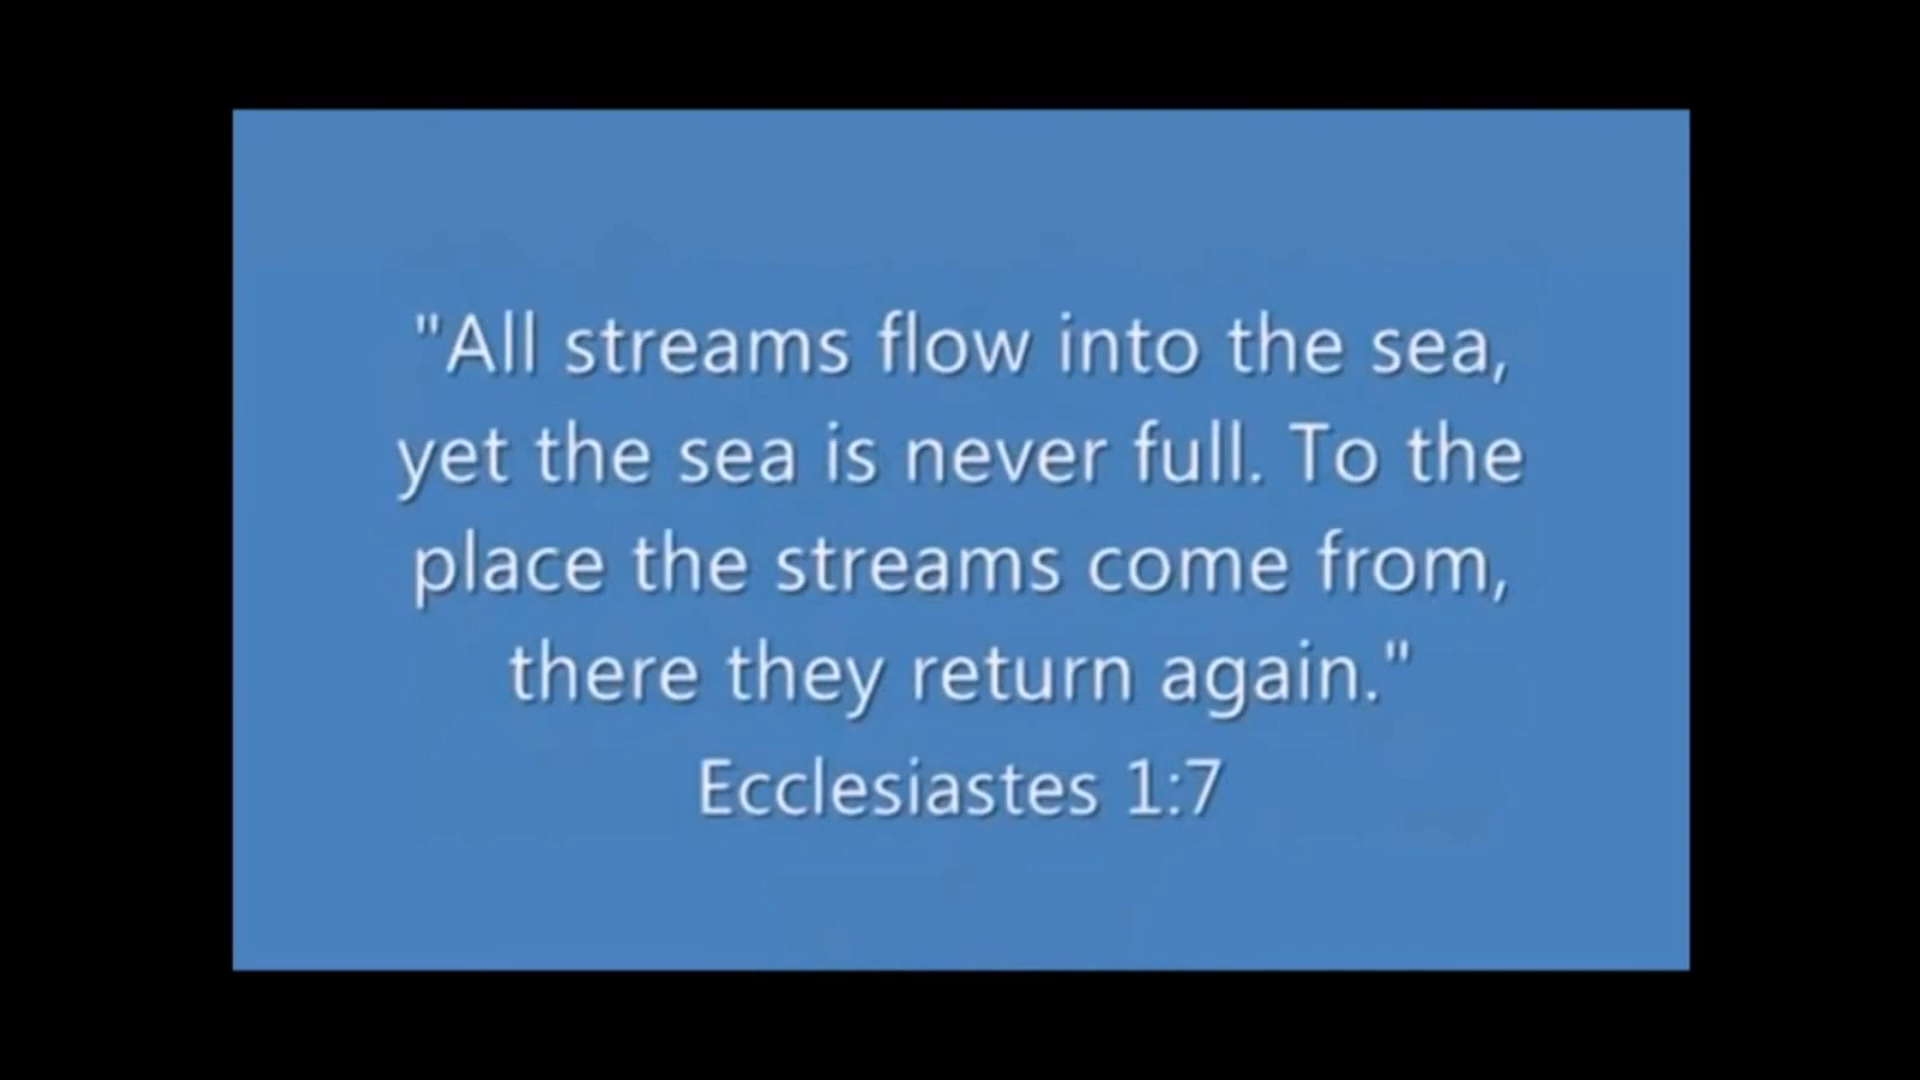 "All streams flow into the sea,
yet the sea is never full. To the
place the streams come from,
there they return again."
Ecclesiastes 1:7